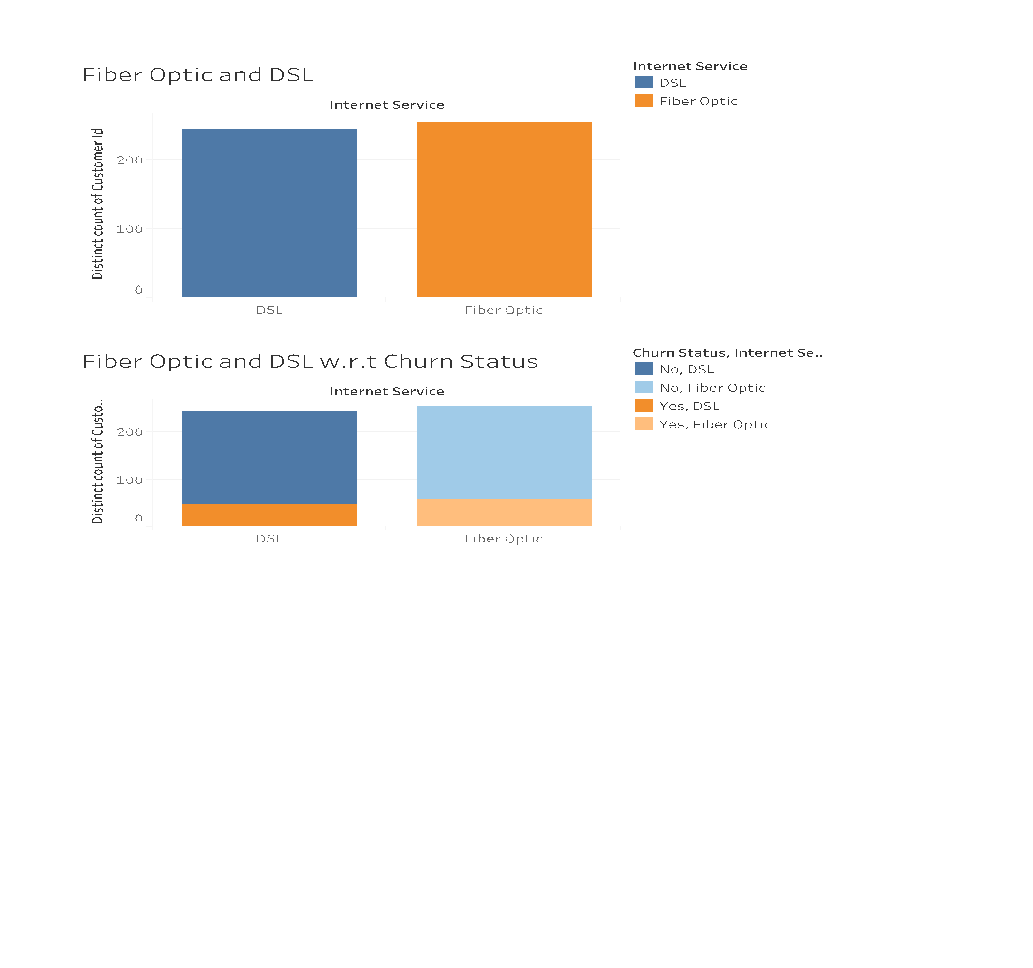 Fiber Optic and DSL
Internet Service
Distinct count of Customer Id
200
100
0
DSL
Fiber Optic
Internet Service
DSL
Fiber Optic
Fiber Optic and DSL w.r.t Churn Status
Internet Service
Distinct count of Custo..
200
100
0
DSL
Fiber Optic
Churn Status, Internet Se..
No, DSL
No, Fiber Optic
Yes, DSL
Yes, Fiber Optic